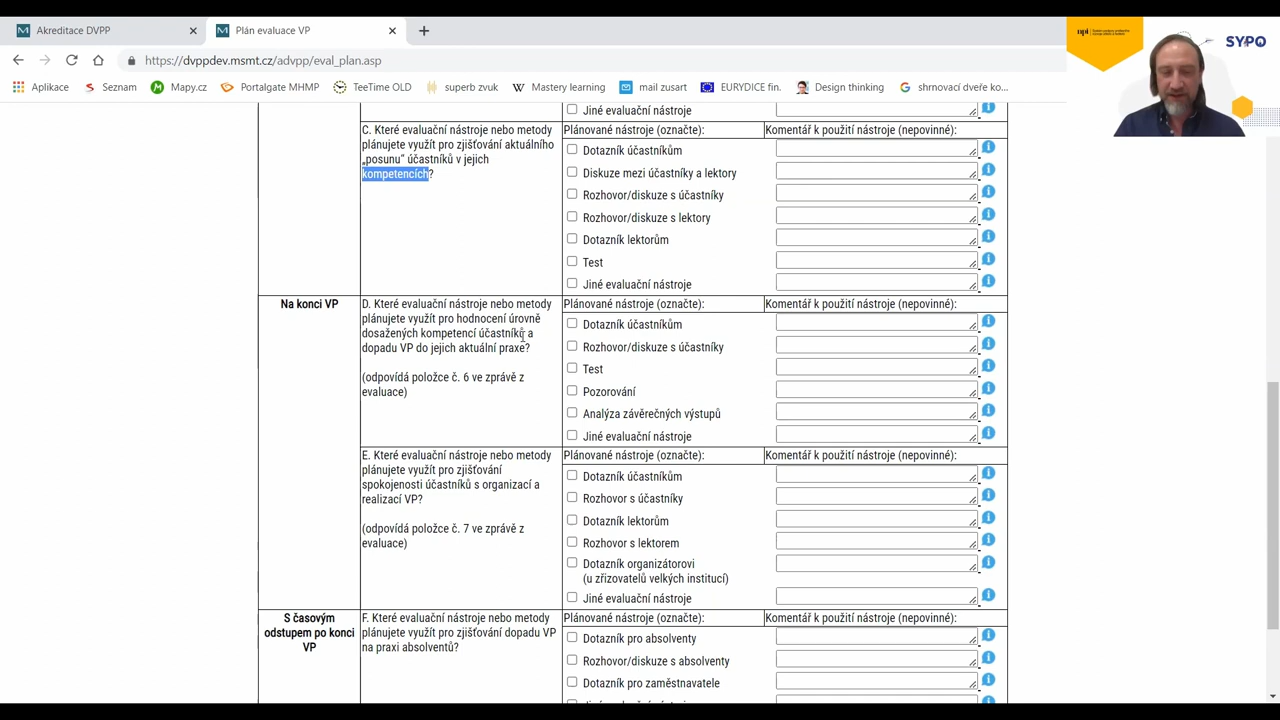 Akreditace DVPP
Plán evaluace VP
https://dvppdev.msmt.cz/advpp/eval_plan.asp
Aplikace
Seznam
Mapy.cz
Portalgate MHMP
TeeTime OLD
superb zvuk
Mastery learning
mail zusart
EURYDICE fin.
Design thinking
shrnovací dveře ko...
npi
SYPO
Jiné evaluační nástroje
C. Které evaluační nástroje nebo metody
plánujete využít pro zjišťování aktuálního
„posunu“ účastníků v jejich
kompetencích?
Plánované nástroje (označte):
Komentář k použití nástroje (nepovinné):
Dotazník účastníkům
Diskuze mezi účastníky a lektory
Rozhovor/diskuze s účastníky
Rozhovor/diskuze s lektory
Dotazník lektorům
Test
Jiné evaluační nástroje
Na konci VP
D. Které evaluační nástroje nebo metody
plánujete využít pro hodnocení úrovně
dosažených kompetencí účastníků a
dopadu VP do jejich aktuální praxe?
(odpovídá položce č. 6 ve zprávě z
evaluace)
Plánované nástroje (označte):
Komentář k použití nástroje (nepovinné):
Dotazník účastníkům
Rozhovor/diskuze s účastníky
Test
Pozorování
Analýza závěrečných výstupů
Jiné evaluační nástroje
E. Které evaluační nástroje nebo metody
plánujete využít pro zjišťování
spokojenosti účastníků s organizací a
realizací VP?
(odpovídá položce č. 7 ve zprávě z
evaluace)
Plánované nástroje (označte):
Komentář k použití nástroje (nepovinné):
Dotazník účastníkům
Rozhovor s účastníky
Dotazník lektorům
Rozhovor s lektorem
Dotazník organizátorovi
(u zřizovatelů velkých institucí)
Jiné evaluační nástroje
S časovým
odstupem po konci
VP
F. Které evaluační nástroje nebo metody
plánujete využít pro zjišťování dopadu VP
na praxi absolventů?
Plánované nástroje (označte):
Komentář k použití nástroje (nepovinné):
Dotazník pro absolventy
Rozhovor/diskuze s absolventy
Dotazník pro zaměstnavatele